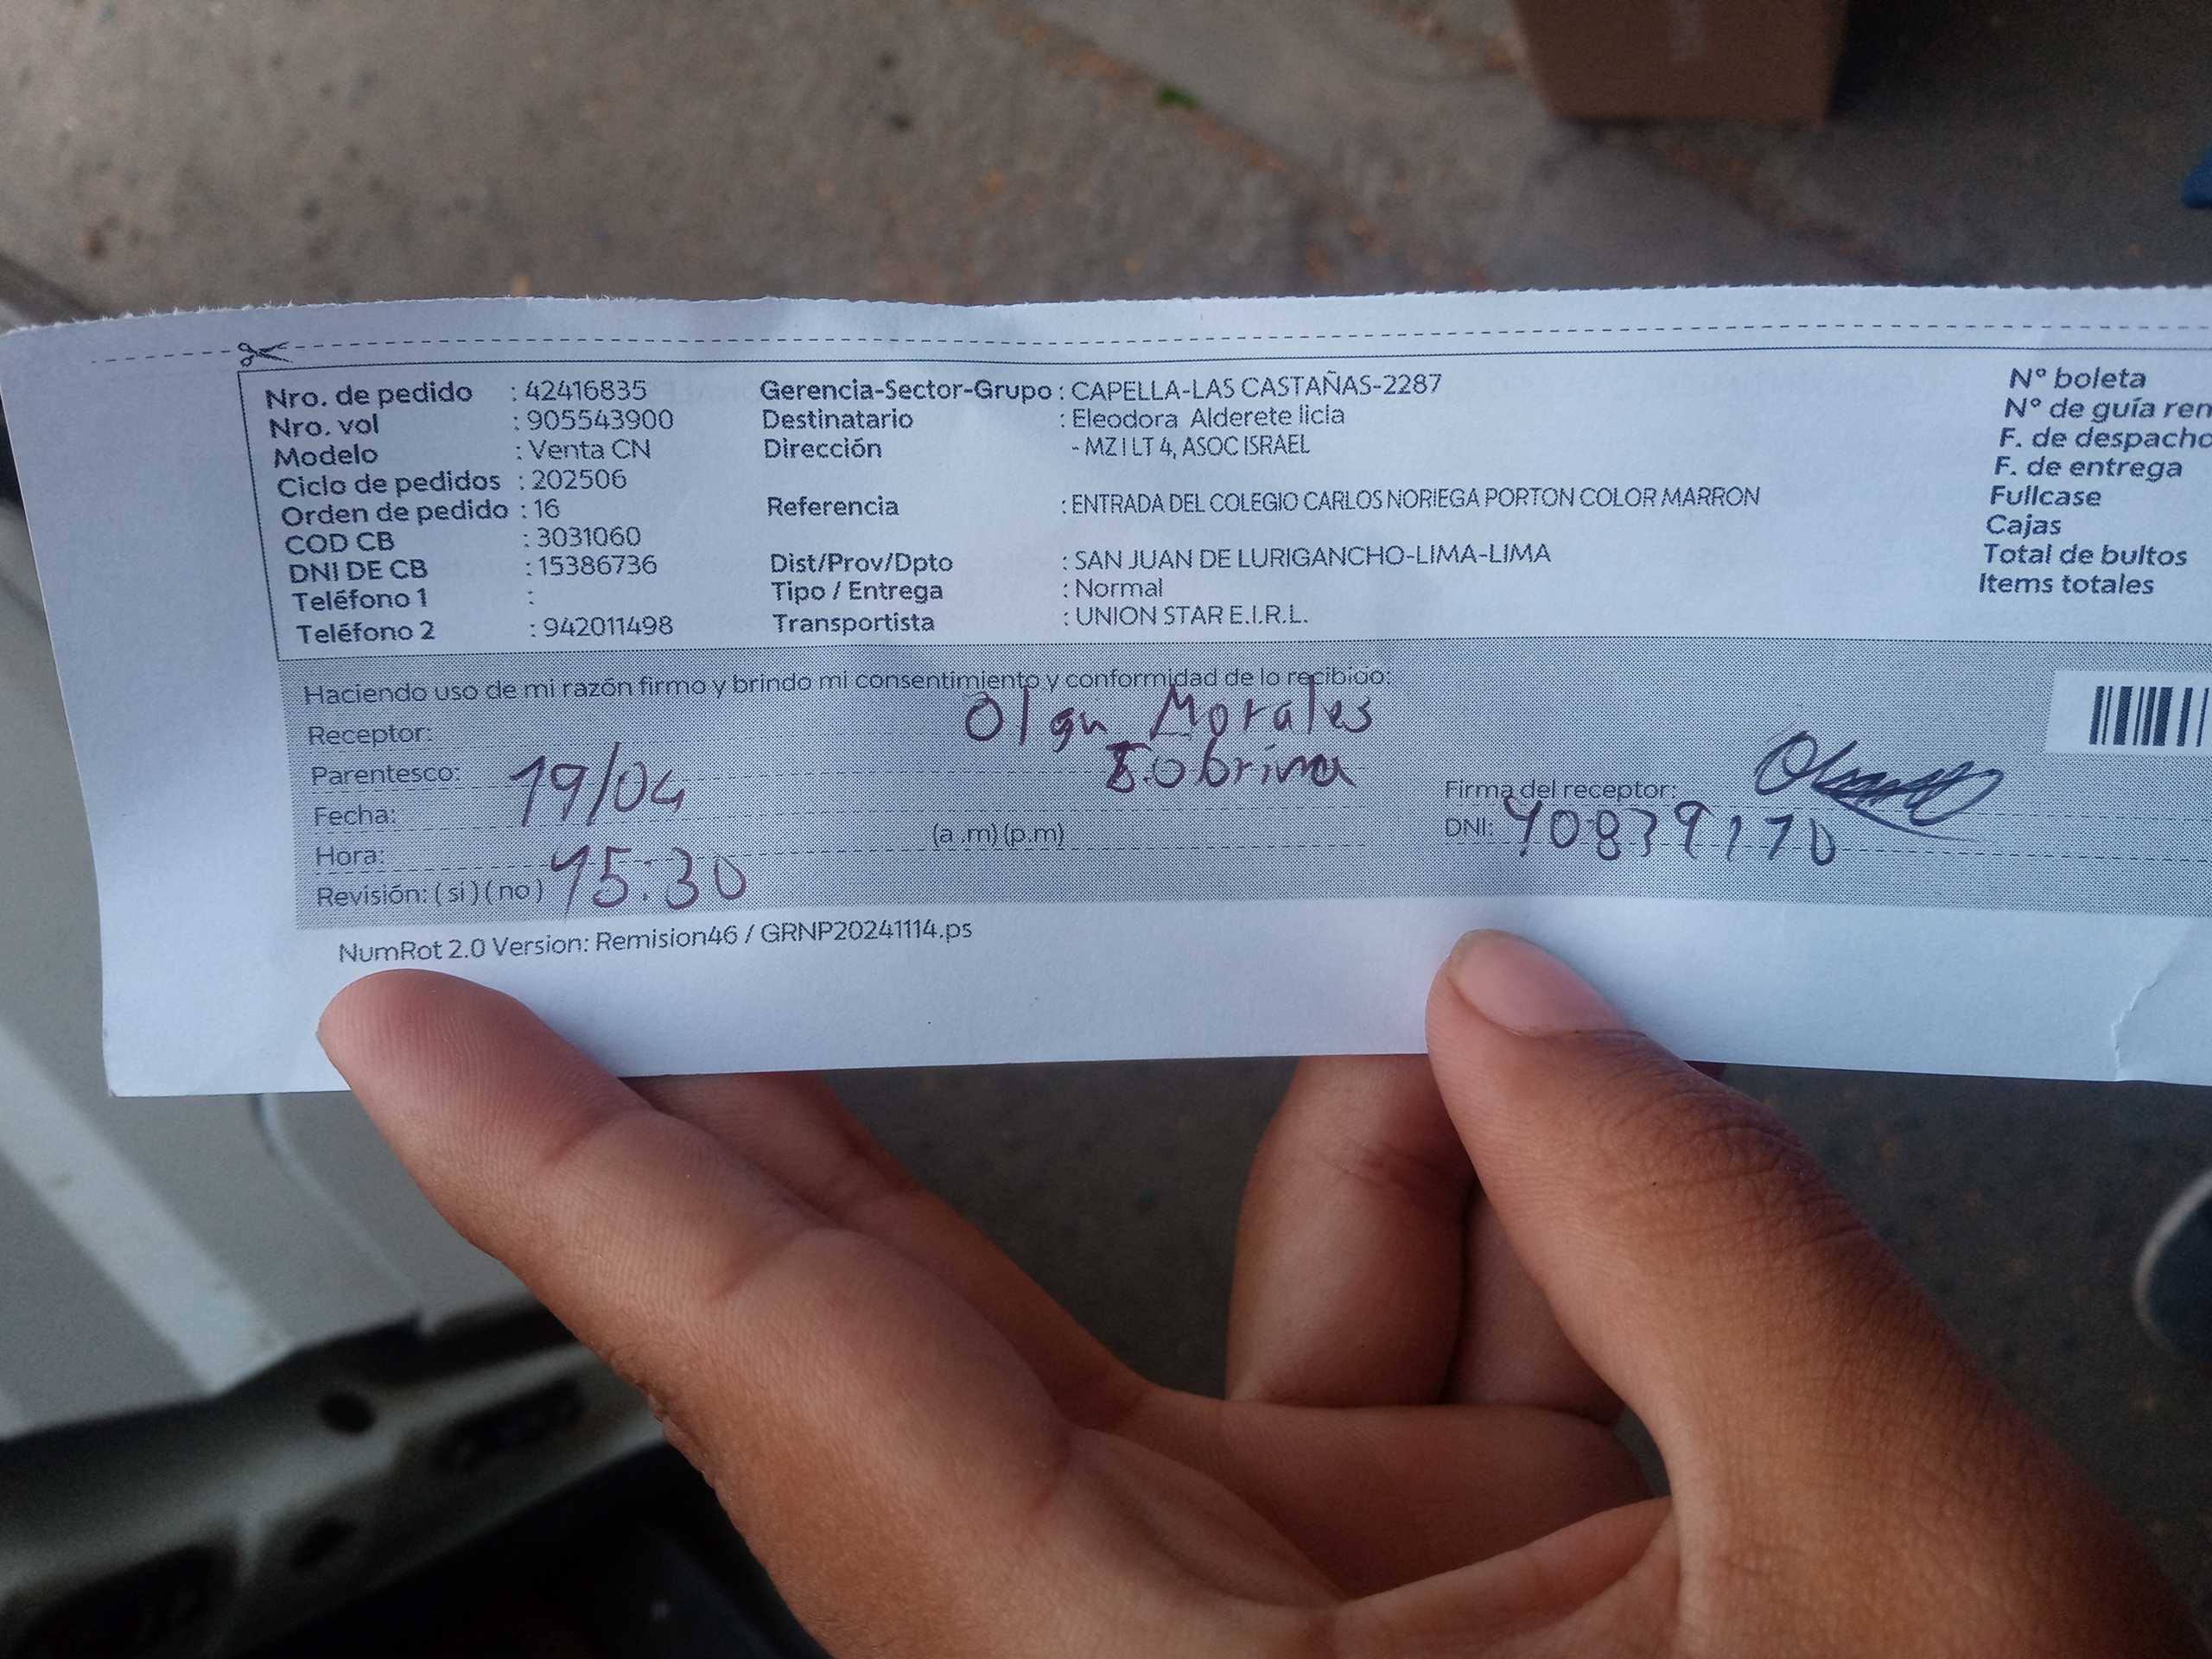 Nro. de pedido : 42416835
Nro. vol : 905543900
Modelo : Venta CN
Ciclo de pedidos : 202506
Orden de pedido : 16
COD CB : 3031060
DNI DE CB : 15386736
Teléfono 1 :
Teléfono 2 : 942011498
Gerencia-Sector-Grupo : CAPELLA-LAS CASTAÑAS-2287
Destinatario : Eleodora Alderete licla
Dirección - MZ I LT 4, ASOC ISRAEL
Referencia : ENTRADA DEL COLEGIO CARLOS NORIEGA PORTON COLOR MARRON
Dist/Prov/Dpto : SAN JUAN DE LURIGANCHO-LIMA-LIMA
Tipo / Entrega : Normal
Transportista : UNION STAR E.I.R.L.
N° boleta
N° de guía ren
F. de despacho
F. de entrega
Fullcase
Cajas
Total de bultos
Items totales
Haciendo uso de mi razón firmo y brindo mi consentimiento y conformidad de lo recibido:
Receptor: Olga Morales
Parentesco: Sobrina
Fecha: 19/04
Hora: 15:30 (a.m) (p.m)
Revisión: ( si ) ( no )
Firma del receptor:
DNI: 40839170
NumRot 2.0 Version: Remision46 / GRNP20241114.ps